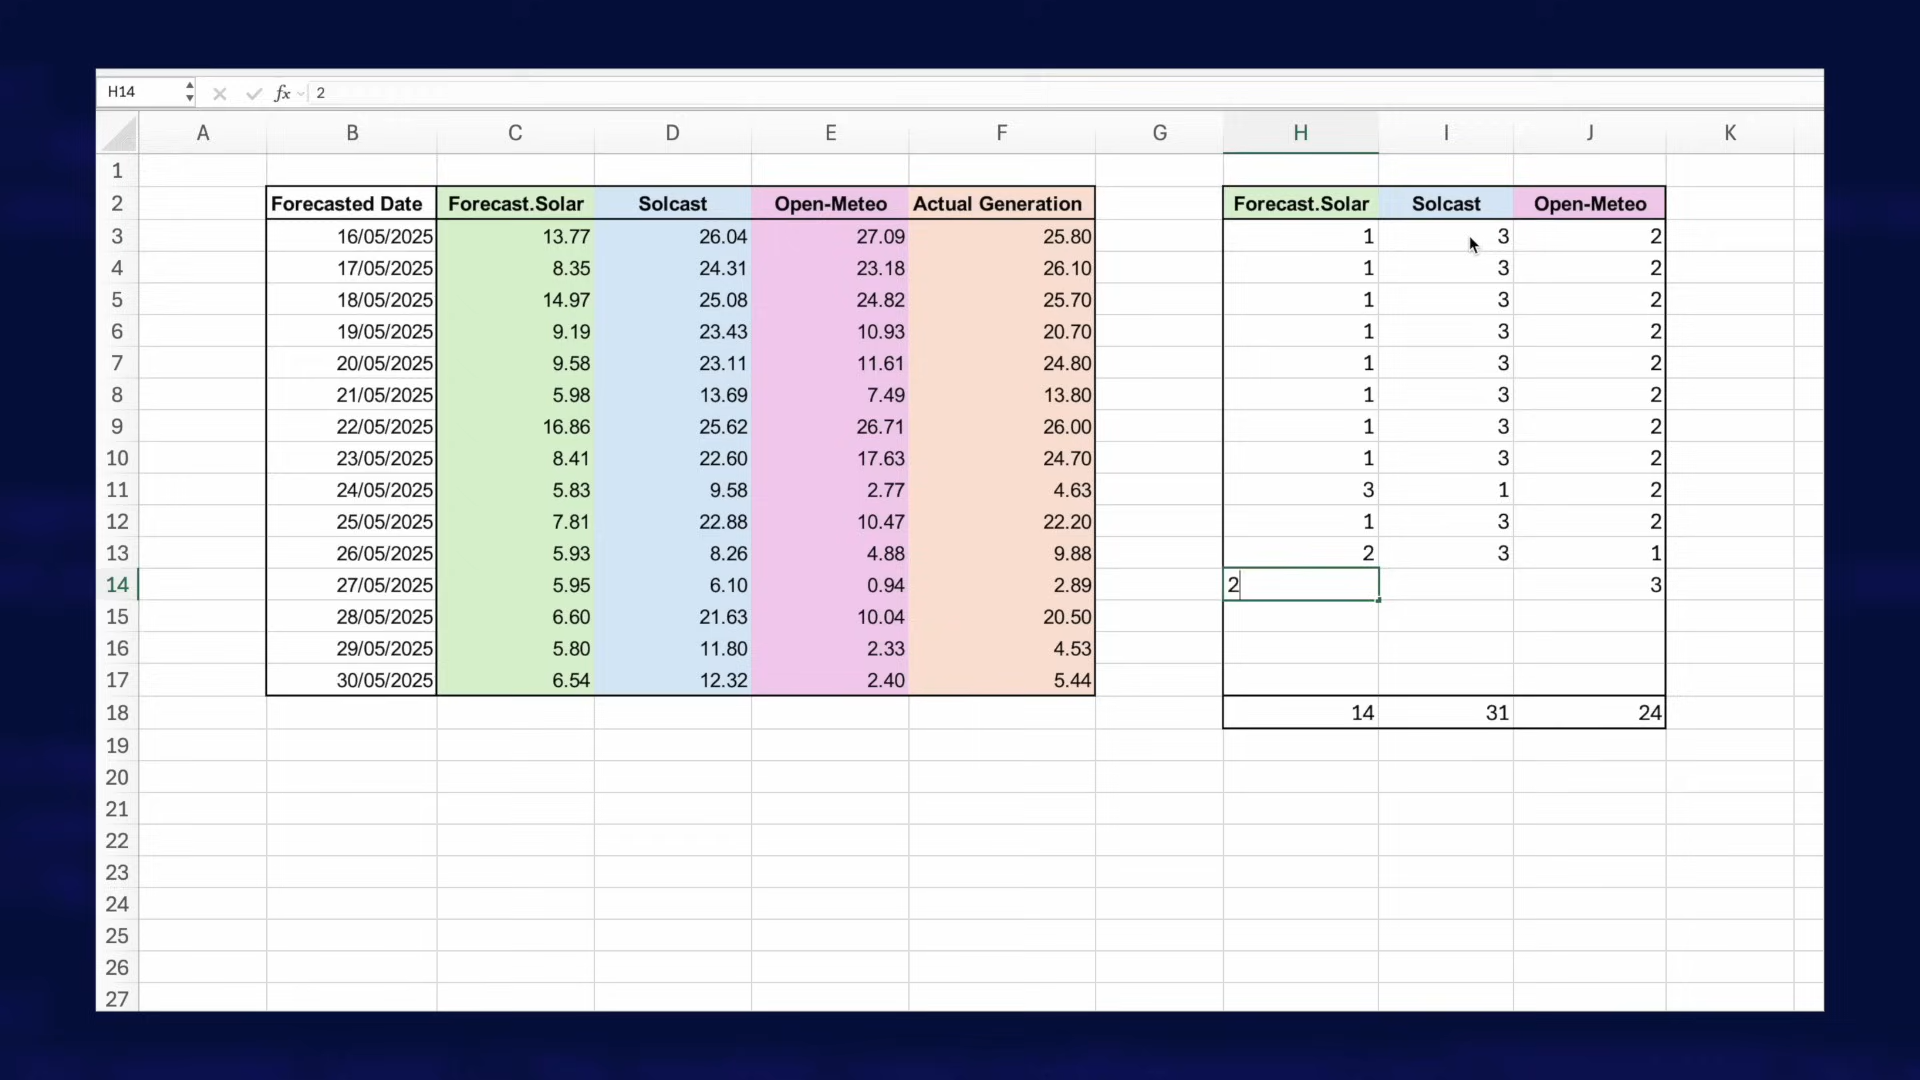 H14 fx 2
A B C D E F G H I J K
1
2 Forecasted Date Forecast.Solar Solcast Open-Meteo Actual Generation Forecast.Solar Solcast Open-Meteo
3 16/05/2025 13.77 26.04 27.09 25.80 1 3 2
4 17/05/2025 8.35 24.31 23.18 26.10 1 3 2
5 18/05/2025 14.97 25.08 24.82 25.70 1 3 2
6 19/05/2025 9.19 23.43 10.93 20.70 1 3 2
7 20/05/2025 9.58 23.11 11.61 24.80 1 3 2
8 21/05/2025 5.98 13.69 7.49 13.80 1 3 2
9 22/05/2025 16.86 25.62 26.71 26.00 1 3 2
10 23/05/2025 8.41 22.60 17.63 24.70 1 3 2
11 24/05/2025 5.83 9.58 2.77 4.63 3 1 2
12 25/05/2025 7.81 22.88 10.47 22.20 1 3 2
13 26/05/2025 5.93 8.26 4.88 9.88 2 3 1
14 27/05/2025 5.95 6.10 0.94 2.89 2 3
15 28/05/2025 6.60 21.63 10.04 20.50
16 29/05/2025 5.80 11.80 2.33 4.53
17 30/05/2025 6.54 12.32 2.40 5.44
18 14 31 24
19
20
21
22
23
24
25
26
27